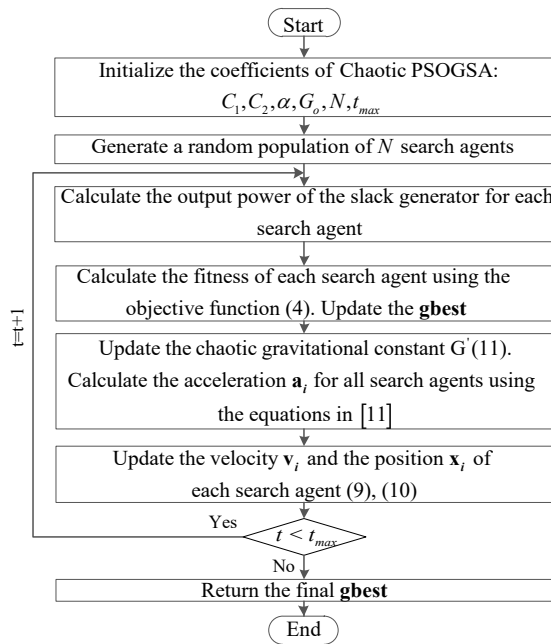 Start
Initialize the coefficients of Chaotic PSOGSA:
C₁,C₂,α,Gₒ,N,tₘₐₓ
Generate a random population of N search agents
Calculate the output power of the slack generator for each
search agent
Calculate the fitness of each search agent using the
objective function (4). Update the gbest
Update the chaotic gravitational constant G'(11).
Calculate the acceleration aᵢ for all search agents using
the equations in [11]
Update the velocity vᵢ and the position xᵢ of
each search agent (9), (10)
t=t+1
Yes
t < tₘₐₓ
No
Return the final gbest
End